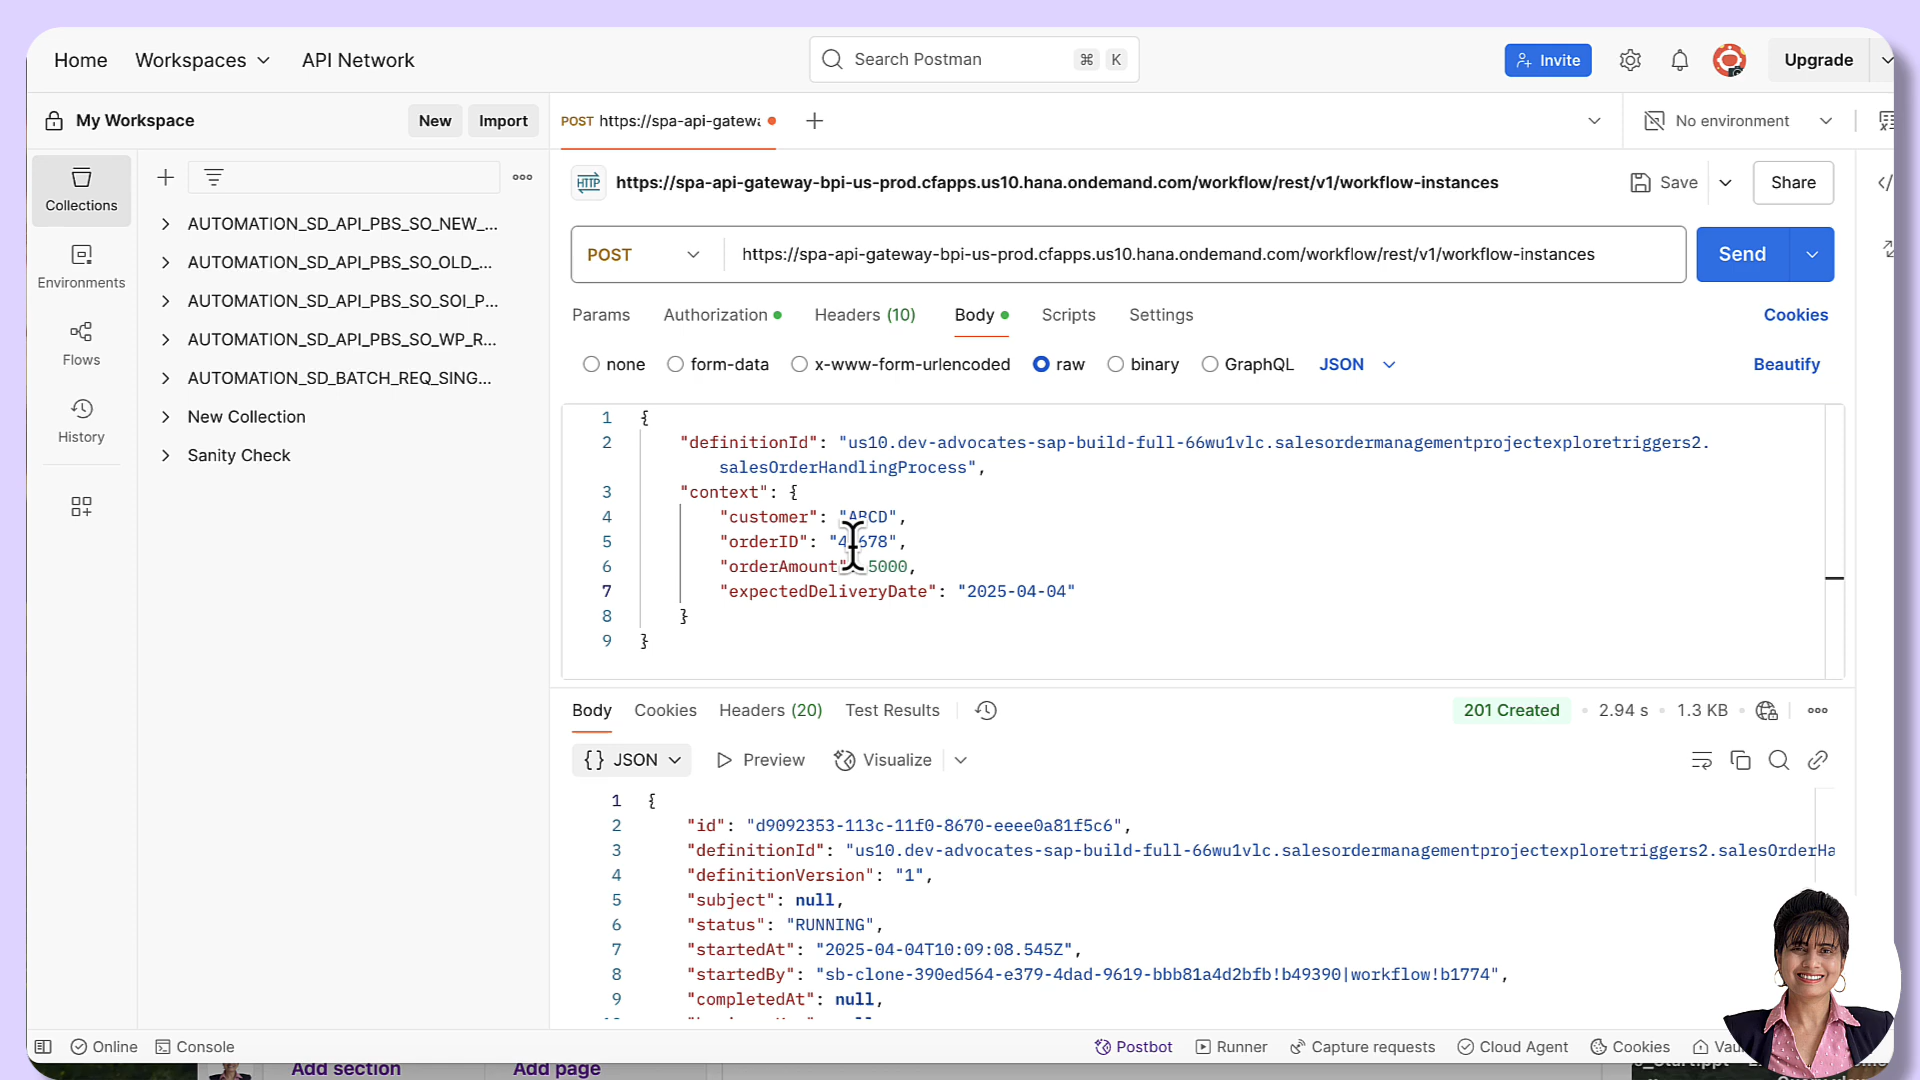 Home Workspaces API Network Search Postman ⌘ K Invite Upgrade
My Workspace New Import POST https://spa-api-gatewa No environment
Collections
Environments
Flows
History
AUTOMATION_SD_API_PBS_SO_NEW_...
AUTOMATION_SD_API_PBS_SO_OLD_...
AUTOMATION_SD_API_PBS_SO_SOI_P...
AUTOMATION_SD_API_PBS_SO_WP_R...
AUTOMATION_SD_BATCH_REQ_SING...
New Collection
Sanity Check
HTTP https://spa-api-gateway-bpi-us-prod.cfapps.us10.hana.ondemand.com/workflow/rest/v1/workflow-instances Save Share
POST https://spa-api-gateway-bpi-us-prod.cfapps.us10.hana.ondemand.com/workflow/rest/v1/workflow-instances Send
Params Authorization Headers (10) Body Scripts Settings Cookies
none form-data x-www-form-urlencoded raw binary GraphQL JSON Beautify
1 {
2 "definitionId": "us10.dev-advocates-sap-build-full-66wu1vlc.salesordermanagementprojectexploretriggers2.
salesOrderHandlingProcess",
3 "context": {
4 "customer": "ABCD",
5 "orderID":
6 "orderAmount" 5000,
7 "expectedDeliveryDate": "2025-04-04"
8 }
9 }
Body Cookies Headers (20) Test Results 201 Created 2.94 s 1.3 KB
{} JSON Preview Visualize
1 {
2 "id": "d9092353-113c-11f0-8670-eeee0a81f5c6",
3 "definitionId": "us10.dev-advocates-sap-build-full-66wu1vlc.salesordermanagementprojectexploretriggers2.salesOrderHa
4 "definitionVersion": "1",
5 "subject": null,
6 "status": "RUNNING",
7 "startedAt": "2025-04-04T10:09:08.545Z",
8 "startedBy": "sb-clone-390ed564-e379-4dad-9619-bbb81a4d2bfb!b49390|workflow!b1774",
9 "completedAt": null,
Online Console Postbot Runner Capture requests Cloud Agent Cookies Vau
Add section Add page